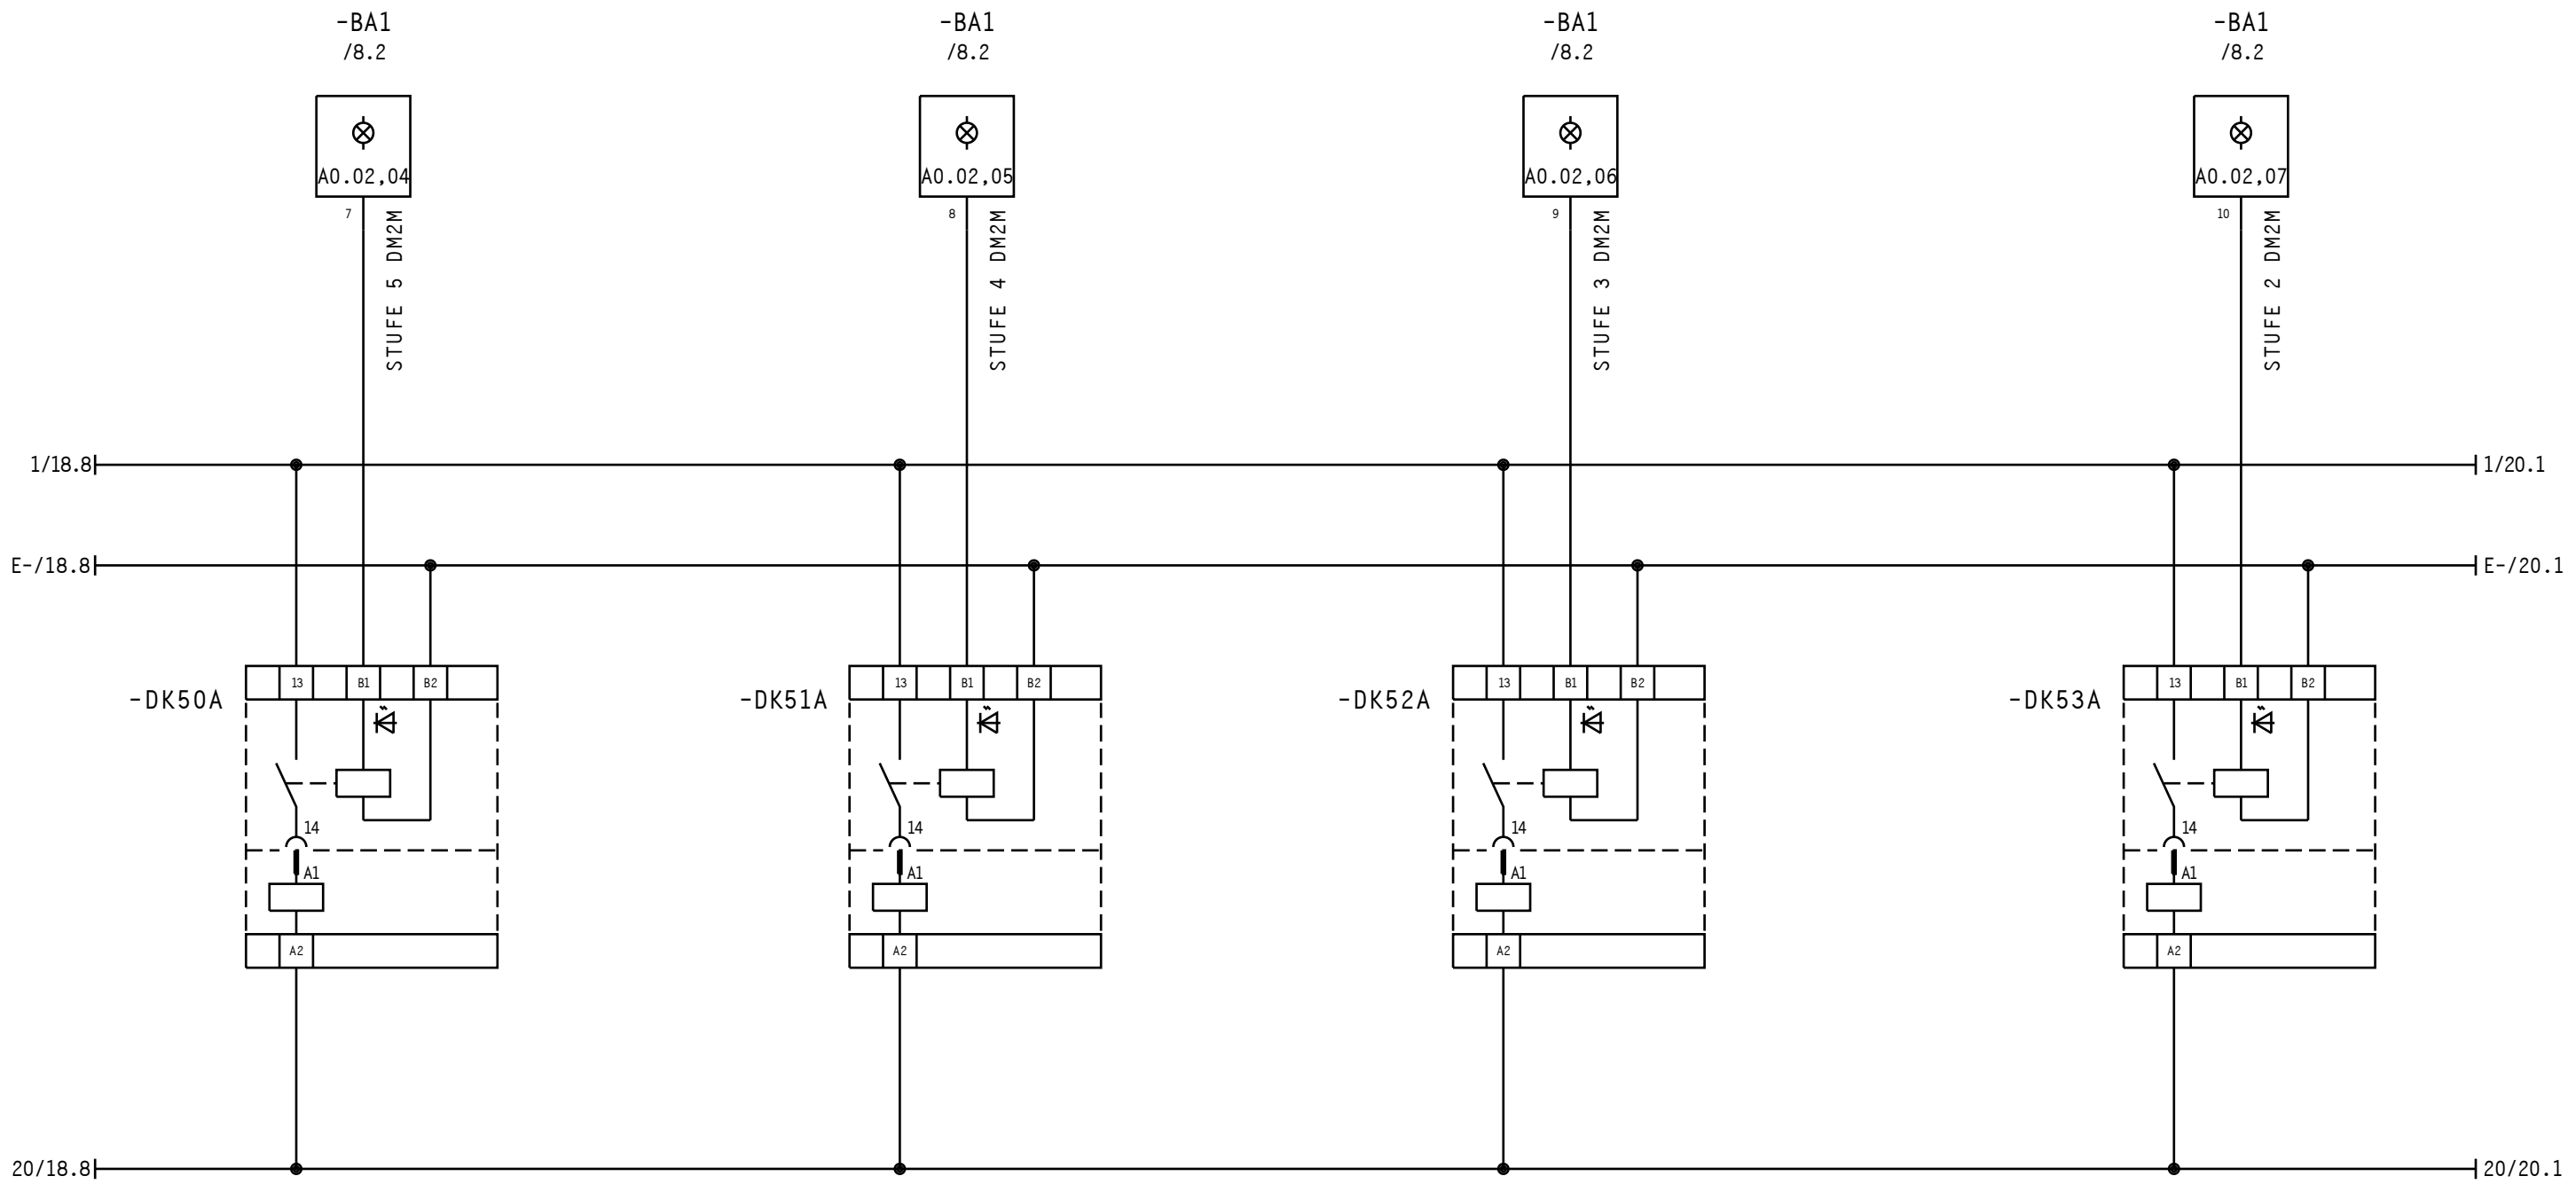 -BA1
/8.2
A0.02,04
7
STUFE 5 DM2M
-BA1
/8.2
A0.02,05
8
STUFE 4 DM2M
-BA1
/8.2
A0.02,06
9
STUFE 3 DM2M
-BA1
/8.2
A0.02,07
10
STUFE 2 DM2M
1/18.8
1/20.1
E-/18.8
E-/20.1
-DK50A
13
B1
B2
14
A1
A2
-DK51A
13
B1
B2
14
A1
A2
-DK52A
13
B1
B2
14
A1
A2
-DK53A
13
B1
B2
14
A1
A2
20/18.8
20/20.1